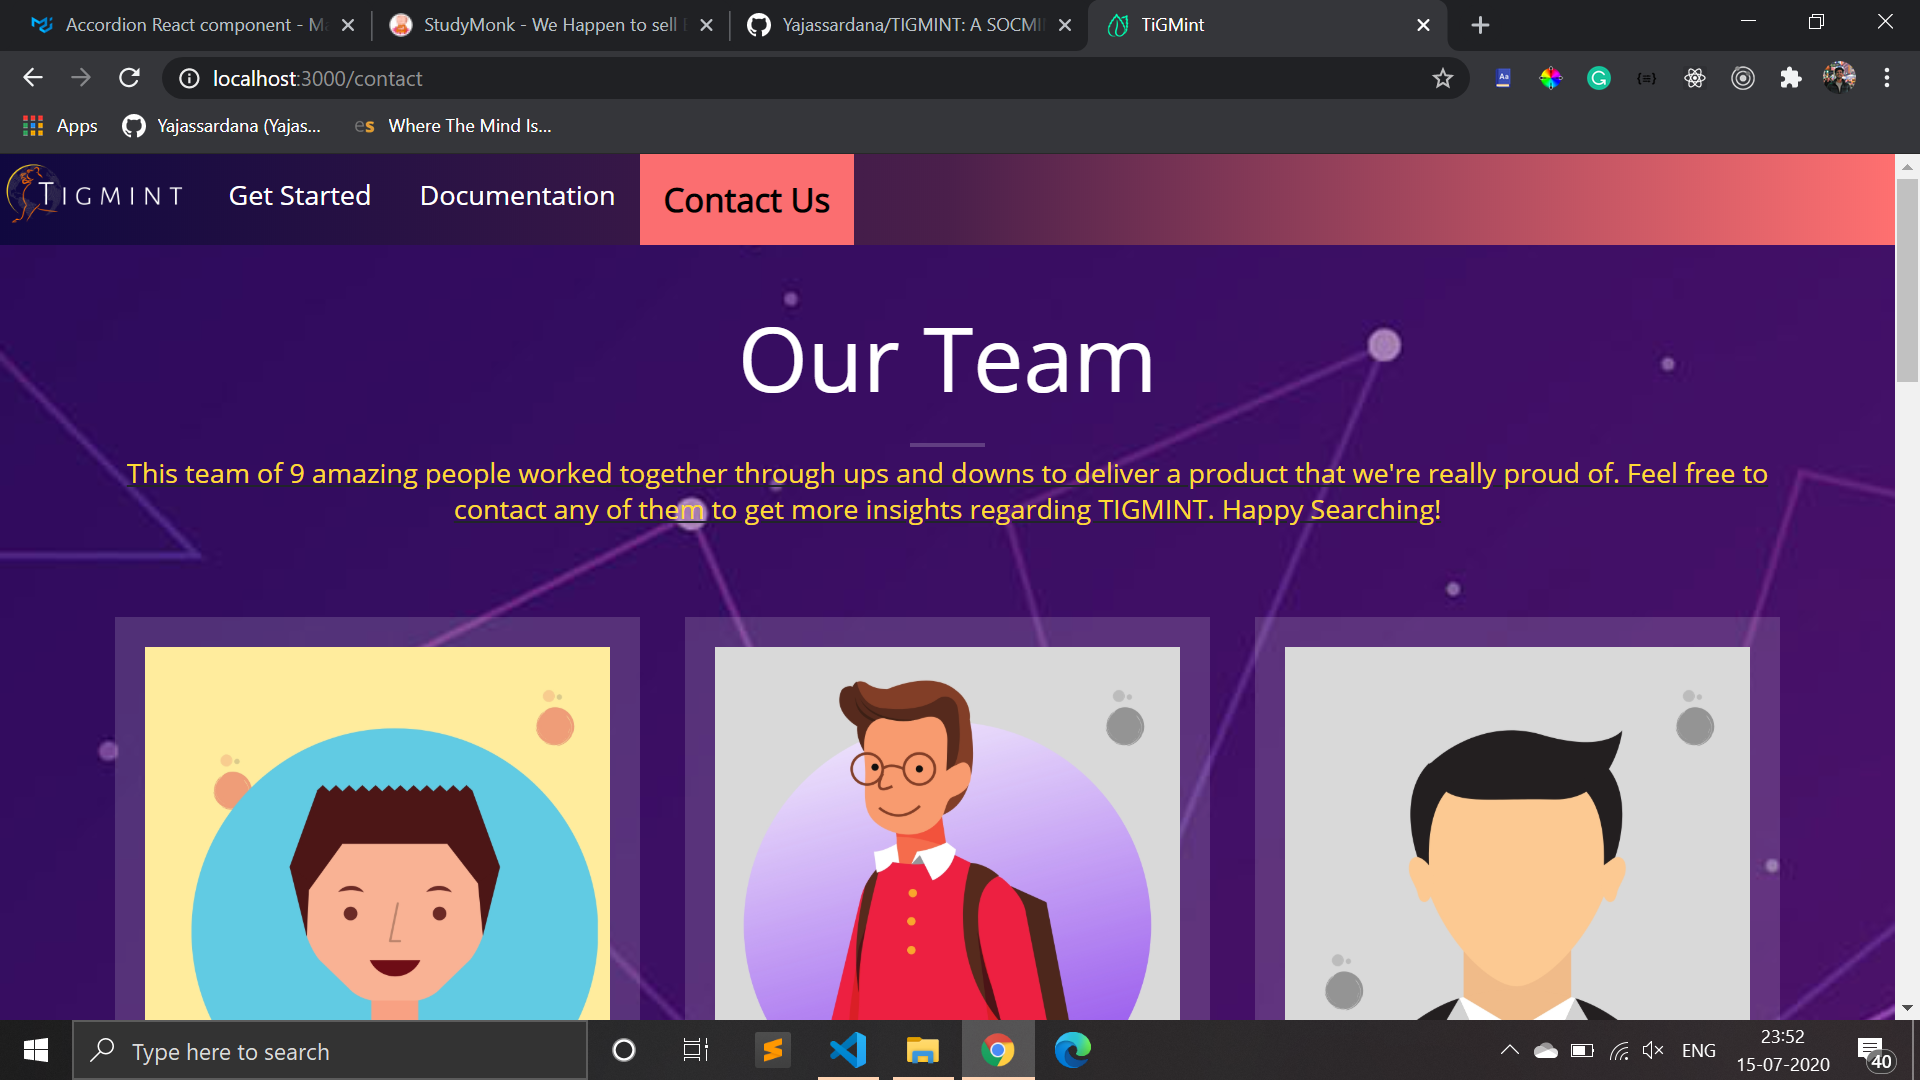 Accordion React component - Ma
StudyMonk - We Happen to sell
Yajassardana/TIGMINT: A SOCMI
TiGMint
localhost:3000/contact
Apps
Yajassardana (Yajas...
es
Where The Mind Is...
TIGMINT
Get Started
Documentation
Contact Us
Our Team
This team of 9 amazing people worked together through ups and downs to deliver a product that we're really proud of. Feel free to
contact any of them to get more insights regarding TIGMINT. Happy Searching!
Type here to search
ENG
23:52
15-07-2020
40